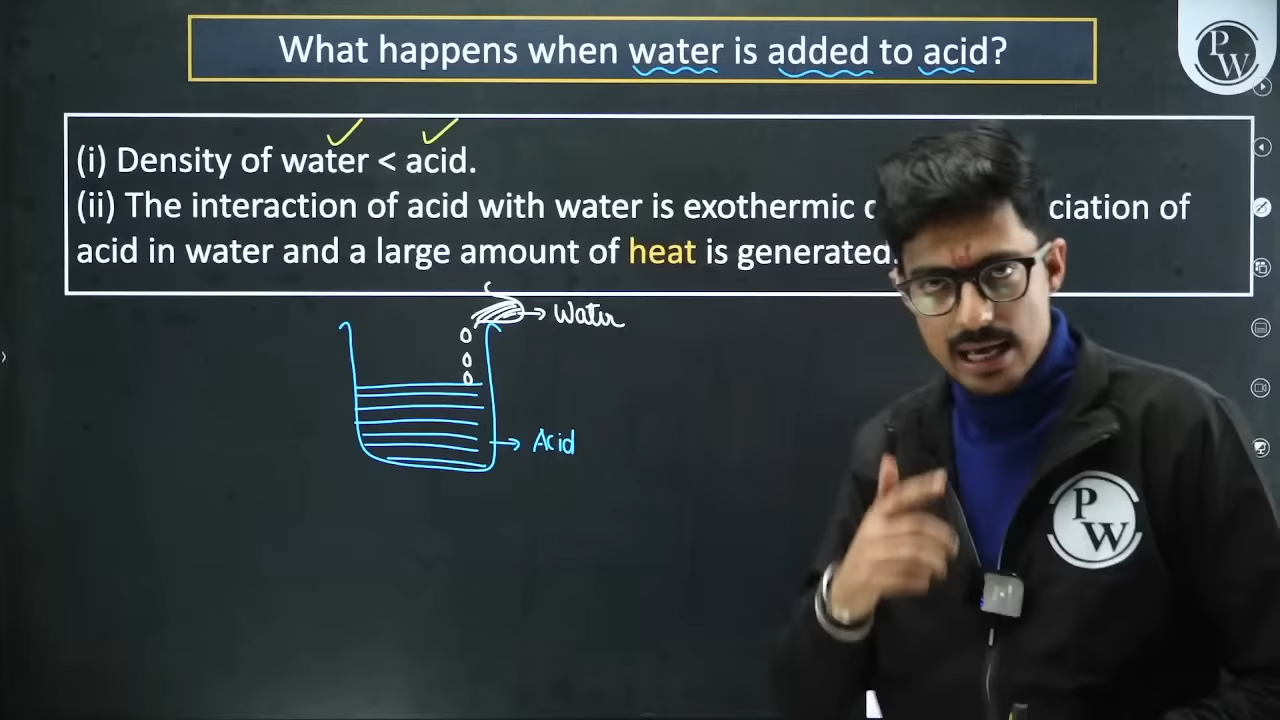 What happens when water is added to acid?
PW
(i) Density of water < acid.
(ii) The interaction of acid with water is exothermic ciation of
acid in water and a large amount of heat is generated.
Water
Acid
PW